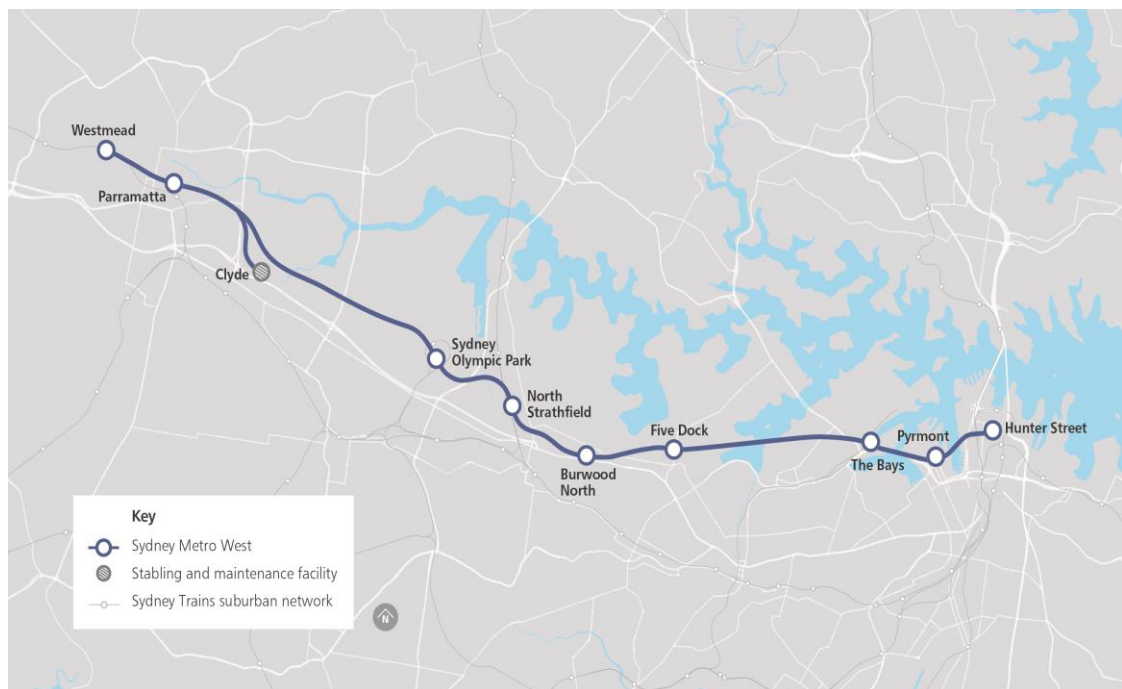 Westmead
Parramatta
Clyde
Sydney
Olympic Park
North
Strathfield
Burwood
North
Five Dock
The Bays
Pyrmont
Hunter Street
Key
Sydney Metro West
Stabling and maintenance facility
Sydney Trains suburban network
N